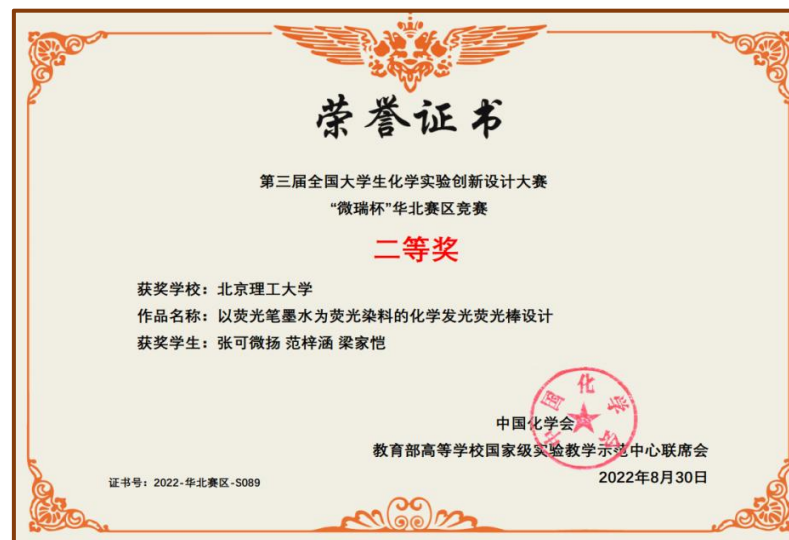 荣誉证书
第三届全国大学生化学实验创新设计大赛
“微瑞杯”华北赛区竞赛
二等奖
获奖学校：北京理工大学
作品名称：以荧光笔墨水为荧光染料的化学发光荧光棒设计
获奖学生：张可微扬 范梓涵 梁家恺
中国化学会
中国化学会
教育部高等学校国家级实验教学示范中心联席会
证书号：2022-华北赛区-S089
2022年8月30日